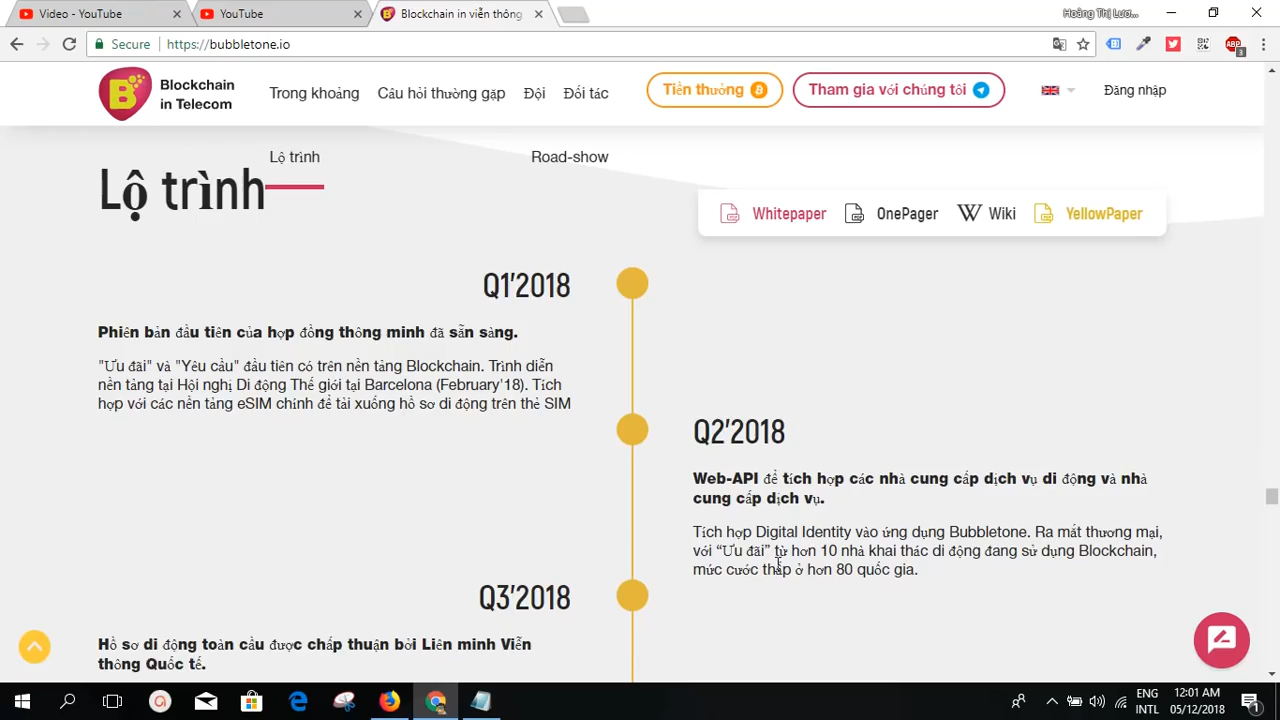 Video - YouTube
YouTube
Blockchain in viễn thông
Hoàng Thị Lươ...
Secure
https://bubbletone.io
ABP
1
B
Blockchain
in Telecom
Trong khoảng
Câu hỏi thường gặp
Đội
Đối tác
Tiền thưởng
Tham gia với chúng tôi
Đăng nhập
Lộ trình
Road-show
Lộ trình
Whitepaper
OnePager
W Wiki
YellowPaper
Q1'2018
Phiên bản đầu tiên của hợp đồng thông minh đã sẵn sàng.
"Ưu đãi" và "Yêu cầu" đầu tiên có trên nền tảng Blockchain. Trình diễn
nền tảng tại Hội nghị Di động Thế giới tại Barcelona (February'18). Tích
hợp với các nền tảng eSIM chính để tải xuống hồ sơ di động trên thẻ SIM
Q2'2018
Web-API để tích hợp các nhà cung cấp dịch vụ di động và nhà
cung cấp dịch vụ.
Tích hợp Digital Identity vào ứng dụng Bubbletone. Ra mắt thương mại,
với “Ưu đãi” từ hơn 10 nhà khai thác di động đang sử dụng Blockchain,
mức cước thấp ở hơn 80 quốc gia.
Q3'2018
Hồ sơ di động toàn cầu được chấp thuận bởi Liên minh Viễn
thông Quốc tế.
ENG
INTL
12:01 AM
05/12/2018
1